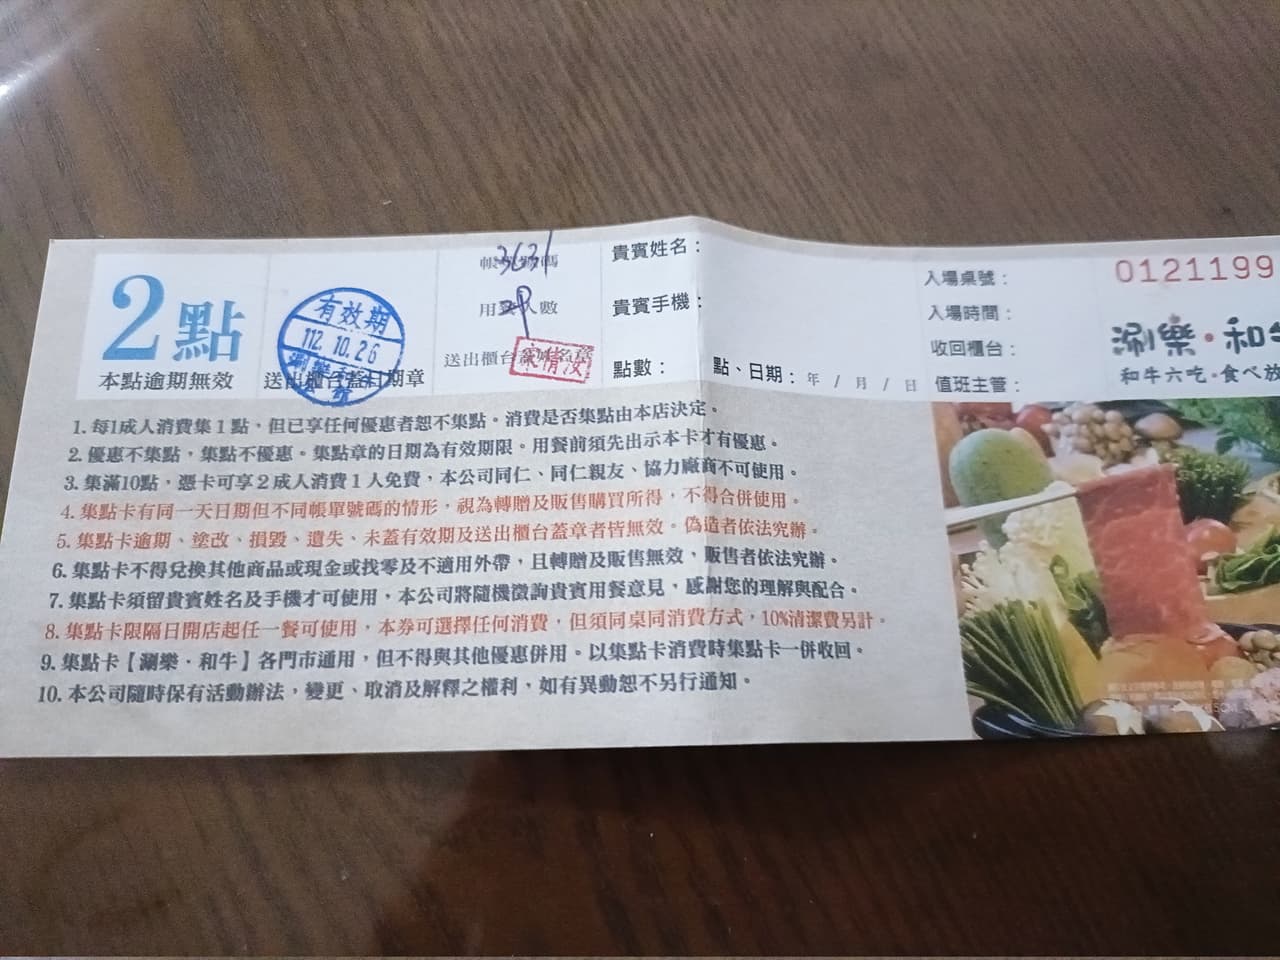 2點
本點逾期無效
有效期
112.10.26
涮樂
送出櫃台蓋日期章
3631
用 人數
送出櫃台蓋姓名章
貴賓姓名：
貴賓手機：
點數： 點、日期： 年 / 月 / 日
入場桌號：
入場時間：
收回櫃台：
值班主管：
0121199
涮樂·和牛
和牛六吃·食べ放
1. 每1成人消費集1點，但已享任何優惠者恕不集點。消費是否集點由本店決定。
2. 優惠不集點，集點不優惠。集點章的日期為有效期限。用餐前須先出示本卡才有優惠。
3. 集滿10點，憑卡可享2成人消費1人免費，本公司同仁、同仁親友、協力廠商不可使用。
4. 集點卡有同一天日期但不同帳單號碼的情形，視為轉贈及販售購買所得，不得合併使用。
5. 集點卡逾期、塗改、損毀、遺失、未蓋有效期及送出櫃台蓋章者皆無效。偽造者依法究辦。
6. 集點卡不得兌換其他商品或現金或找零及不適用外帶，且轉贈及販售無效，販售者依法究辦。
7. 集點卡須留貴賓姓名及手機才可使用，本公司將隨機徵詢貴賓用餐意見，感謝您的理解與配合。
8. 集點卡限隔日開店起任一餐可使用，本券可選擇任何消費，但須同桌同消費方式，10%清潔費另計。
9. 集點卡【涮樂·和牛】各門市通用，但不得與其他優惠併用。以集點卡消費時集點卡一併收回。
10. 本公司隨時保有活動辦法，變更、取消及解釋之權利，如有異動恕不另行通知。